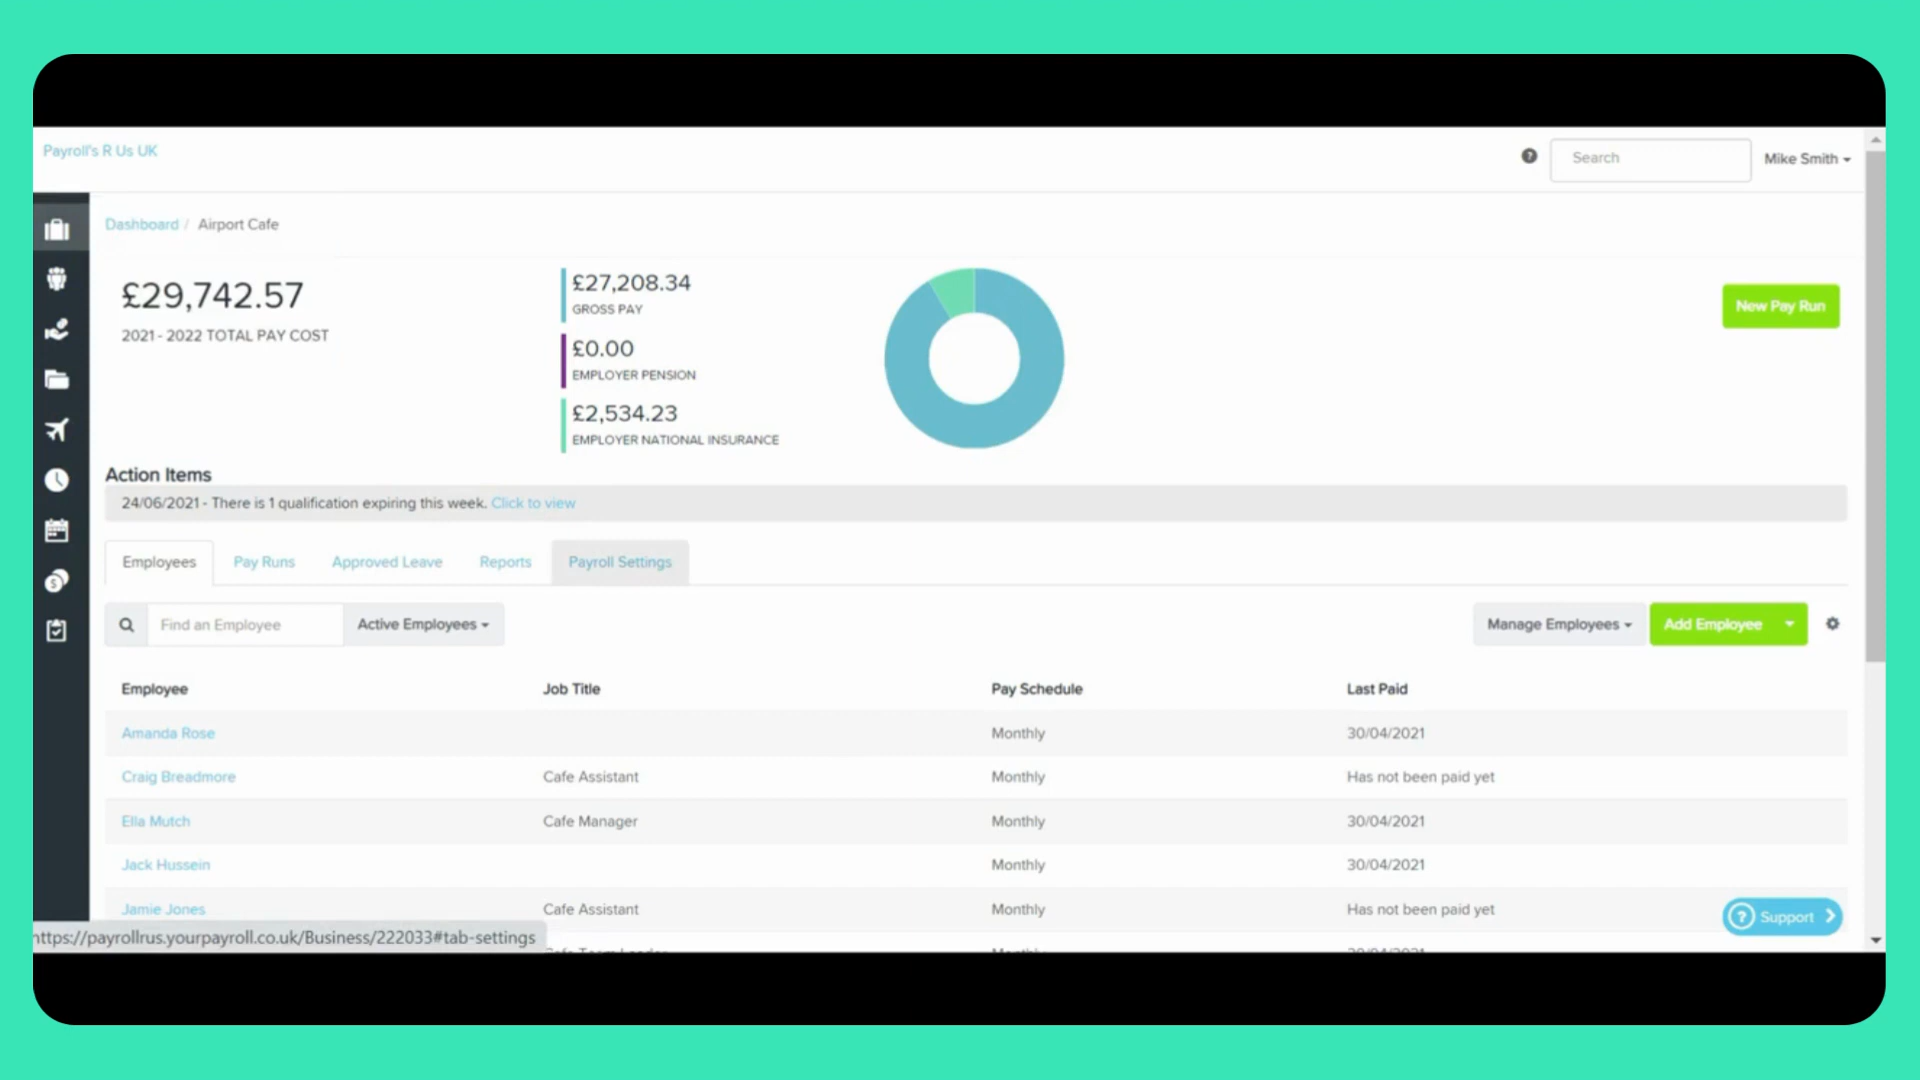 Payroll's R Us UK
Search
Mike Smith
Dashboard / Airport Cafe
£29,742.57
2021 - 2022 TOTAL PAY COST
£27,208.34
GROSS PAY
£0.00
EMPLOYER PENSION
£2,534.23
EMPLOYER NATIONAL INSURANCE
New Pay Run
Action Items
24/06/2021 - There is 1 qualification expiring this week. Click to view
Employees Pay Runs Approved Leave Reports Payroll Settings
Find an Employee Active Employees Manage Employees Add Employee
Employee Job Title Pay Schedule Last Paid
Amanda Rose Monthly 30/04/2021
Craig Breadmore Cafe Assistant Monthly Has not been paid yet
Ella Mutch Cafe Manager Monthly 30/04/2021
Jack Hussein Monthly 30/04/2021
Jamie Jones Cafe Assistant Monthly Has not been paid yet
Support
https://payrollrus.yourpayroll.co.uk/Business/222033#tab-settings